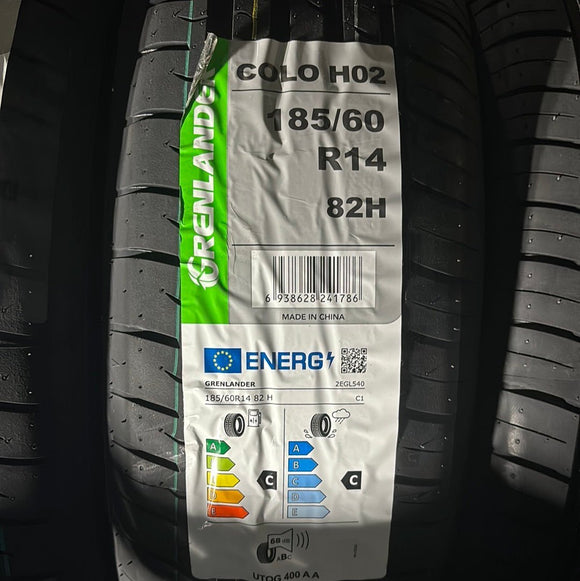 GRENLANDER
COLO H02
185/60
R14
82H
6 938628 241786
MADE IN CHINA
ENERG
GRENLANDER 2EGL540
185/60R14 82 H C1
A A
B B
C C C C
D D
E E
68 dB
ABC
UTQG 400 A A